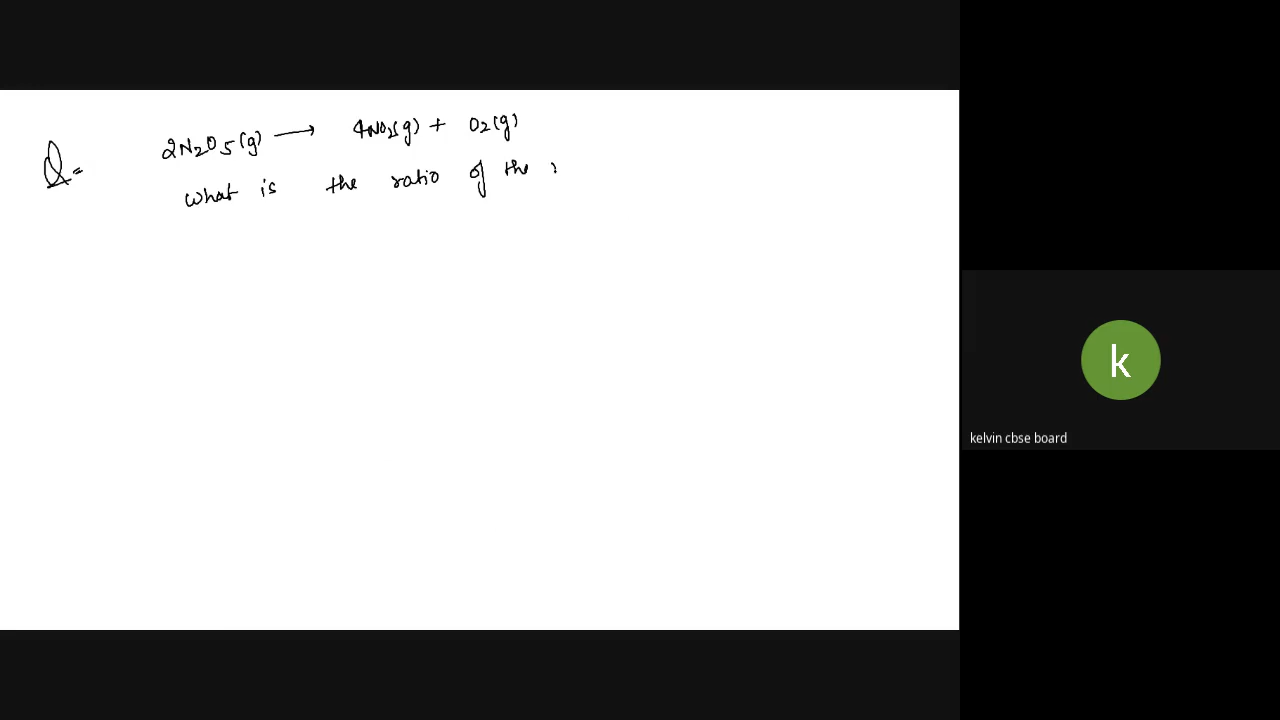 Q= 2N2O5(g) → 4NO2(g) + O2(g)
What is the ratio of the
k
kelvin cbse board